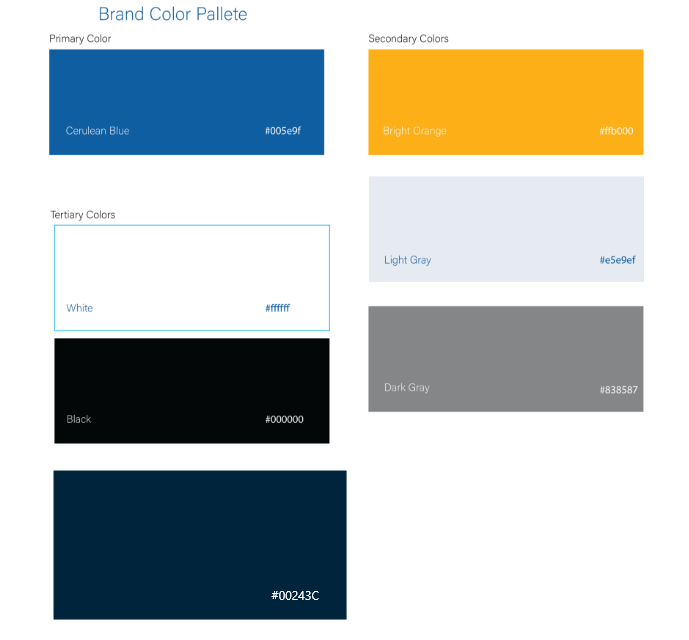 Brand Color Pallete
Primary Color
Cerulean Blue
#005e9f
Secondary Colors
Bright Orange
#ffb000
Light Gray
#e5e9ef
Dark Gray
#838587
Tertiary Colors
White
#ffffff
Black
#000000
#00243C